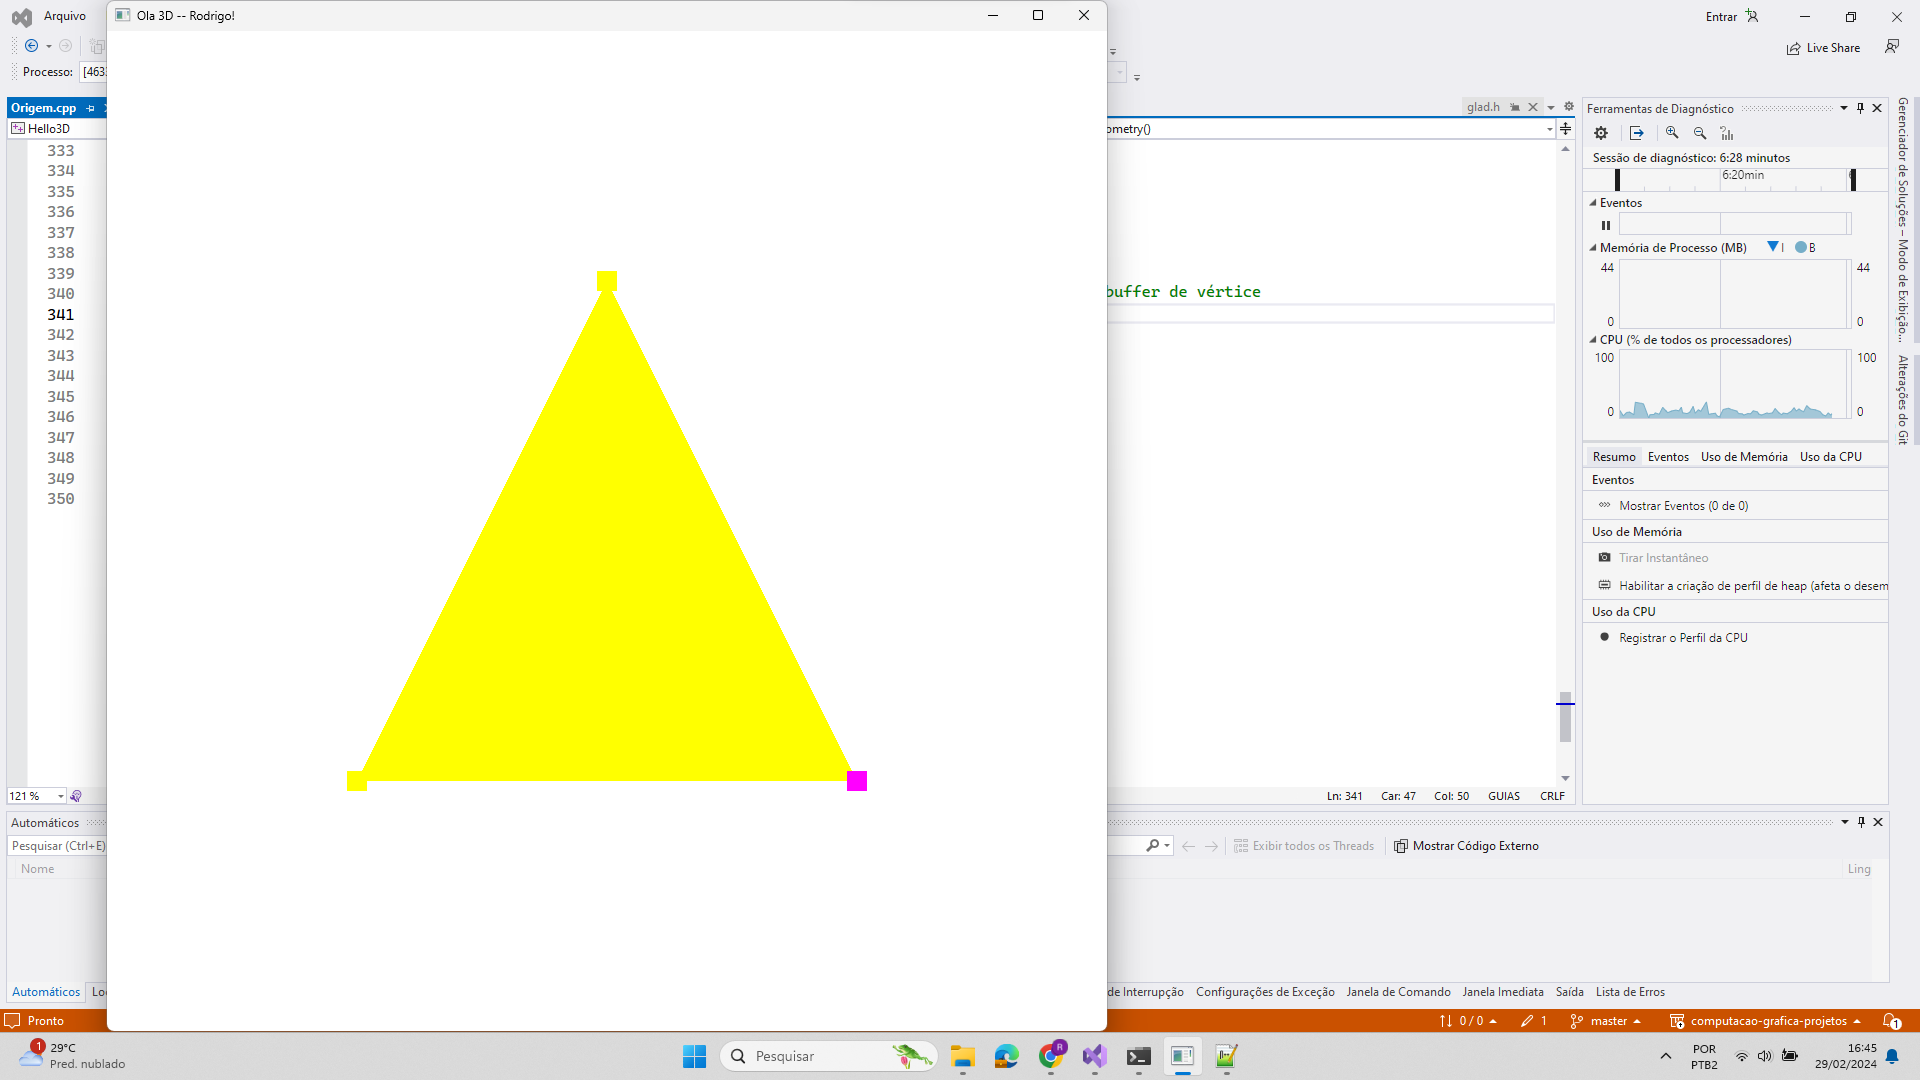 Arquivo
Ola 3D -- Rodrigo!
Entrar
Live Share
Processo:
Origem.cpp
glad.h
Hello3D
ometry()
333
334
335
336
337
338
339
340
341
342
343
344
345
346
347
348
349
350
buffer de vértice
121 %
Ln: 341
Car: 47
Col: 50
GUIAS
CRLF
Ferramentas de Diagnóstico
Sessão de diagnóstico: 6:28 minutos
6:20min
Eventos
Memória de Processo (MB)
I
B
44
44
0
0
CPU (% de todos os processadores)
100
100
0
0
Resumo
Eventos
Uso de Memória
Uso da CPU
Eventos
Mostrar Eventos (0 de 0)
Uso de Memória
Tirar Instantâneo
Habilitar a criação de perfil de heap (afeta o desem
Uso da CPU
Registrar o Perfil da CPU
Gerenciador de Soluções – Modo de Exibição...
Alterações do Git
Automáticos
Pesquisar (Ctrl+E)
Nome
Exibir todos os Threads
Mostrar Código Externo
Ling
Automáticos
Lo
de Interrupção
Configurações de Exceção
Janela de Comando
Janela Imediata
Saída
Lista de Erros
Pronto
0 / 0
1
master
computacao-grafica-projetos
1
1
29°C
Pred. nublado
Pesquisar
R
POR
PTB2
16:45
29/02/2024